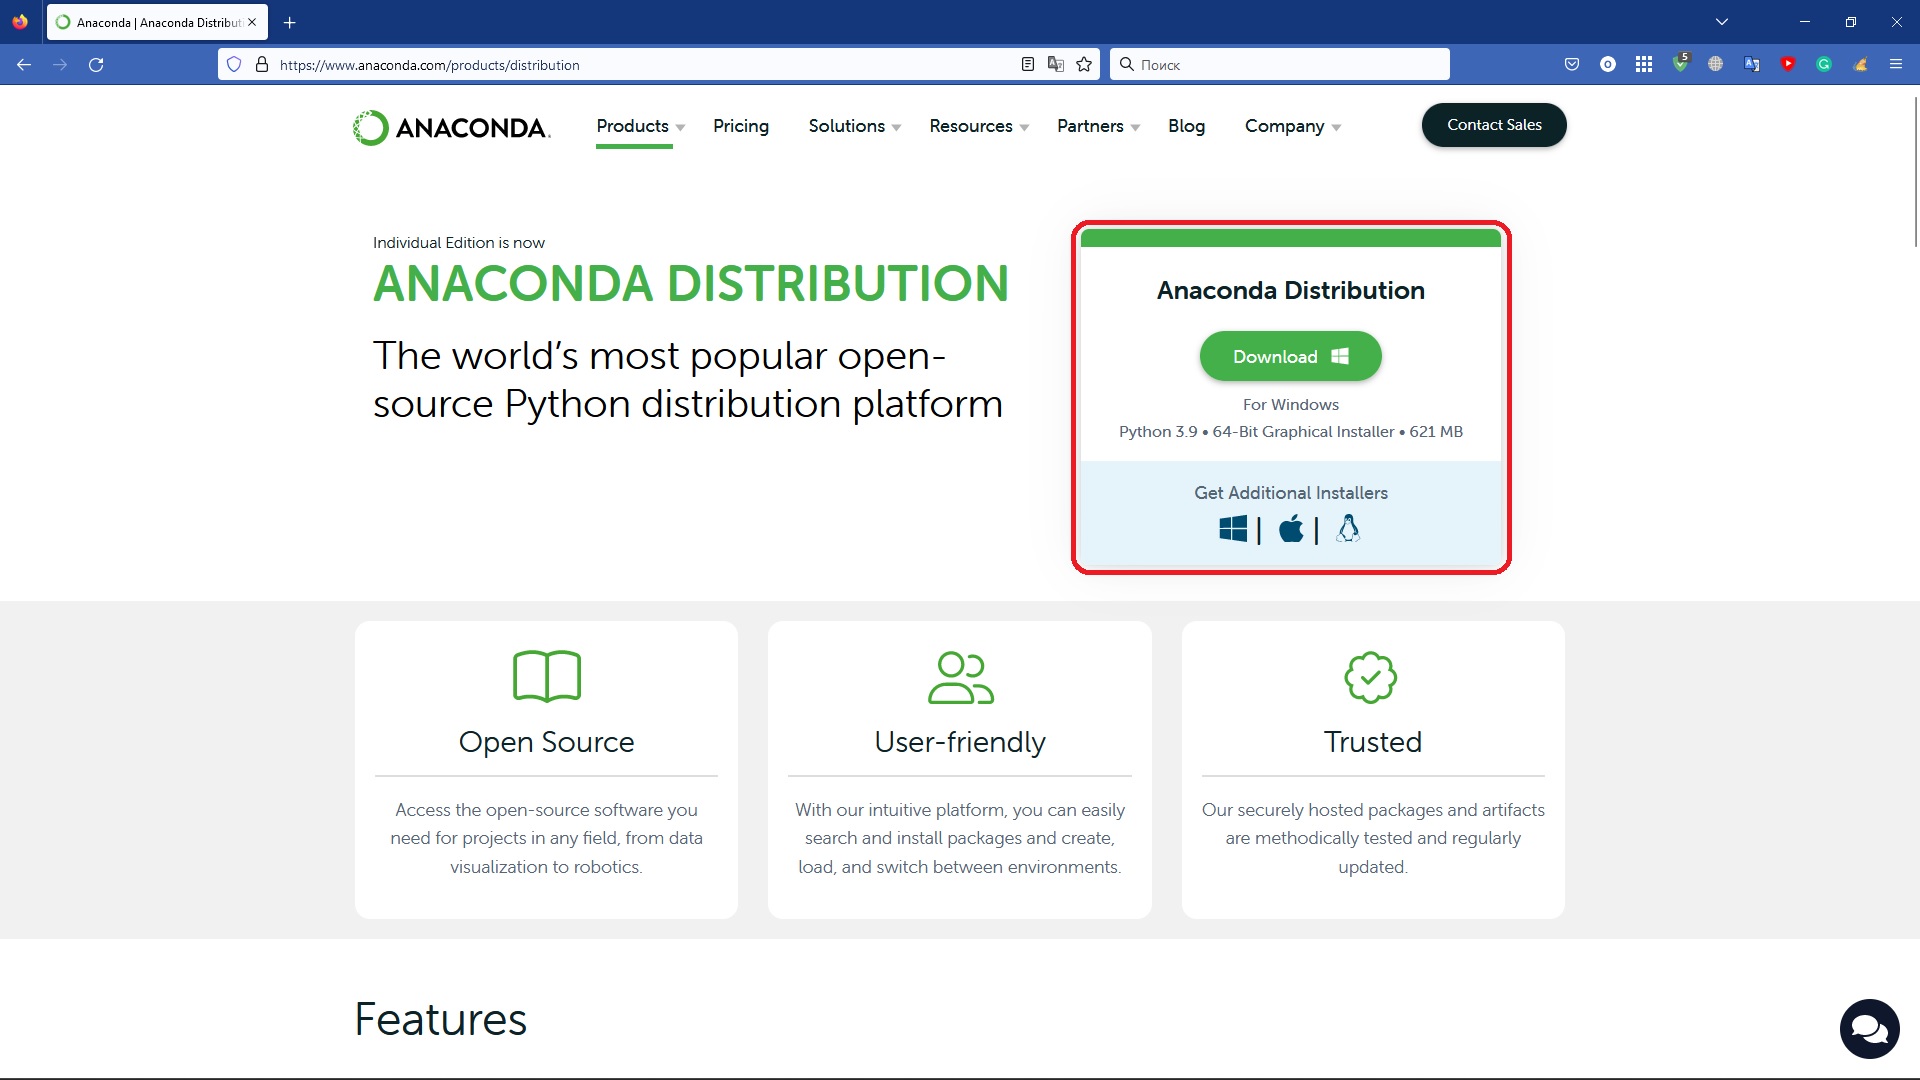 Anaconda | Anaconda Distributi
https://www.anaconda.com/products/distribution
Поиск
5
ANACONDA.
Products
Pricing
Solutions
Resources
Partners
Blog
Company
Contact Sales
Individual Edition is now
ANACONDA DISTRIBUTION
The world’s most popular open-
source Python distribution platform
Anaconda Distribution
Download
For Windows
Python 3.9 • 64-Bit Graphical Installer • 621 MB
Get Additional Installers
| |
Open Source
Access the open-source software you
need for projects in any field, from data
visualization to robotics.
User-friendly
With our intuitive platform, you can easily
search and install packages and create,
load, and switch between environments.
Trusted
Our securely hosted packages and artifacts
are methodically tested and regularly
updated.
Features